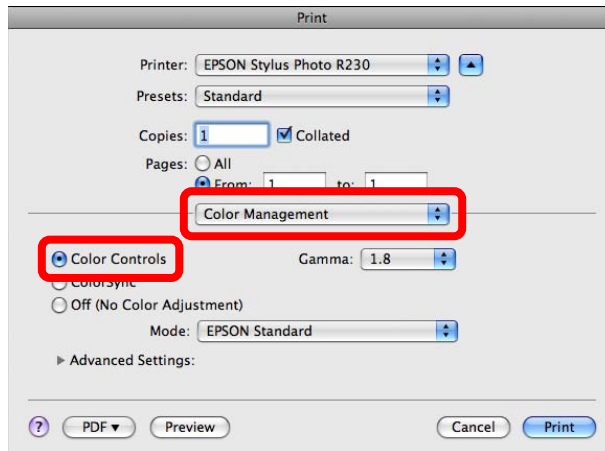 Print
Printer: EPSON Stylus Photo R230
Presets: Standard
Copies: 1 Collated
Pages: All
From: 1 to: 1
Color Management
Color Controls Gamma: 1.8
ColorSync
Off (No Color Adjustment)
Mode: EPSON Standard
Advanced Settings:
? PDF▼ Preview Cancel Print